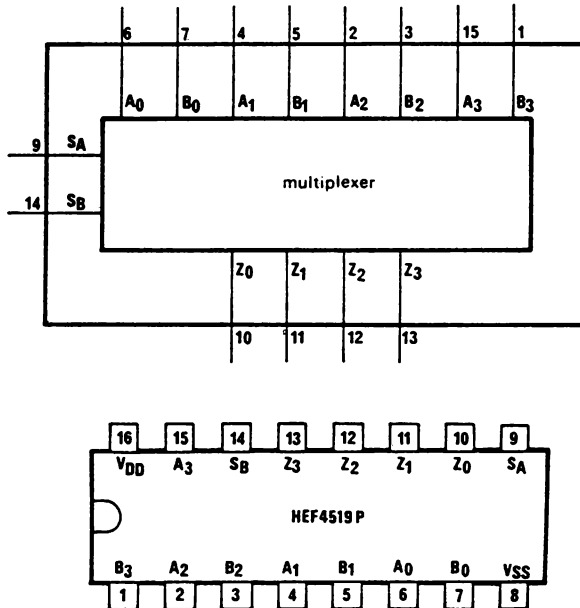 6 7 4 5 2 3 15 1
A0 B0 A1 B1 A2 B2 A3 B3
9 SA
multiplexer
14 SB
Z0 Z1 Z2 Z3
10 11 12 13
16 15 14 13 12 11 10 9
VDD A3 SB Z3 Z2 Z1 Z0 SA
HEF4519P
B3 A2 B2 A1 B1 A0 B0 VSS
1 2 3 4 5 6 7 8